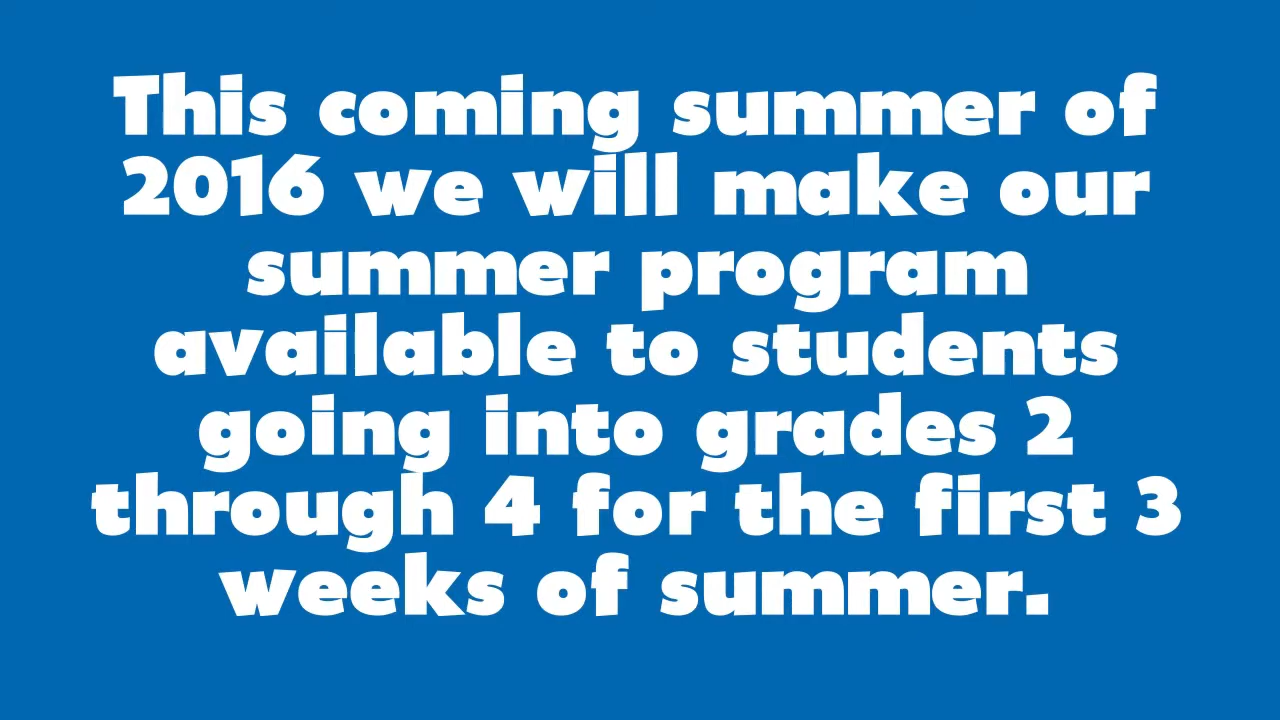 This coming summer of
2016 we will make our
summer program
available to students
going into grades 2
through 4 for the first 3
weeks of summer.